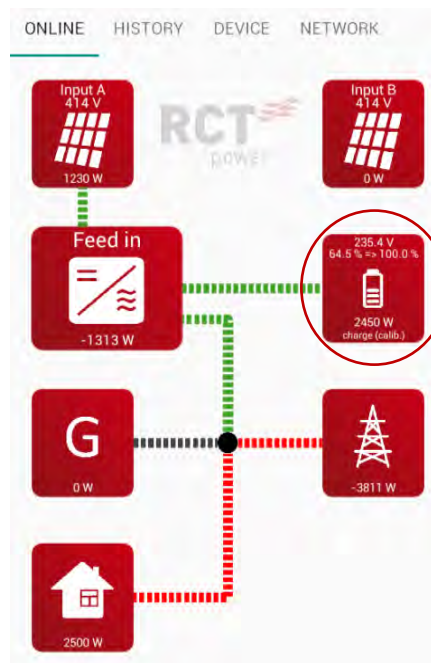 ONLINE HISTORY DEVICE NETWORK
Input A
414 V
1230 W
RCT
power
Input B
414 V
0 W
Feed in
-1313 W
235.4 V
64.5 % => 100.0 %
2450 W
charge (calib.)
G
0 W
-3811 W
2500 W